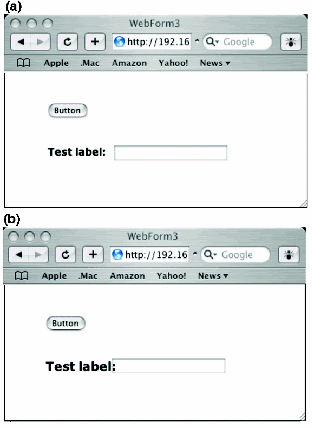 (a)
WebForm3
http://192.16 Google
Apple .Mac Amazon Yahoo! News
Button
Test label:
(b)
WebForm3
http://192.16 Google
Apple .Mac Amazon Yahoo! News
Button
Test label: